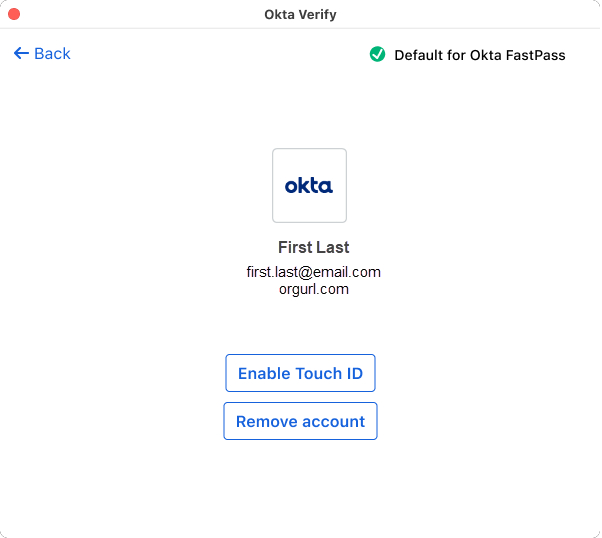 Okta Verify
Back
Default for Okta FastPass
okta
First Last
first.last@email.com
orgurl.com
Enable Touch ID
Remove account